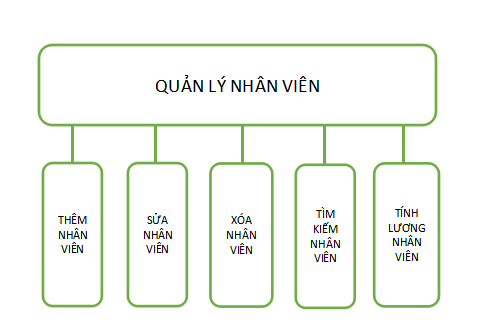 QUẢN LÝ NHÂN VIÊN
THÊM
NHÂN
VIÊN
SỬA
NHÂN
VIÊN
XÓA
NHÂN
VIÊN
TÌM
KIẾM
NHÂN
VIÊN
TÍNH
LƯƠNG
NHÂN
VIÊN